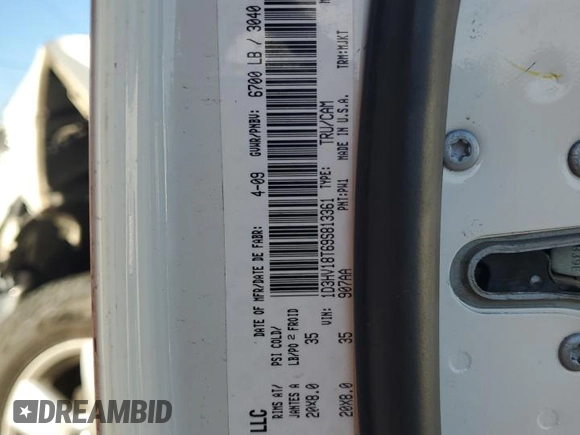 DATE OF MFR/DATE DE FABR: 4-09 GVWR/PNBV: 6700 LB / 3040
LLC
RIMS AT/ PSI COLD/
JANTES A LB/PO2 FROID
20X8.0 35
VIN: 1D3HV18T69S813361 TYPE: TRU/CAM
907AA PNT:PW1 MADE IN U.S.A. TRM:MJXT
20X8.0 35
DREAMBID